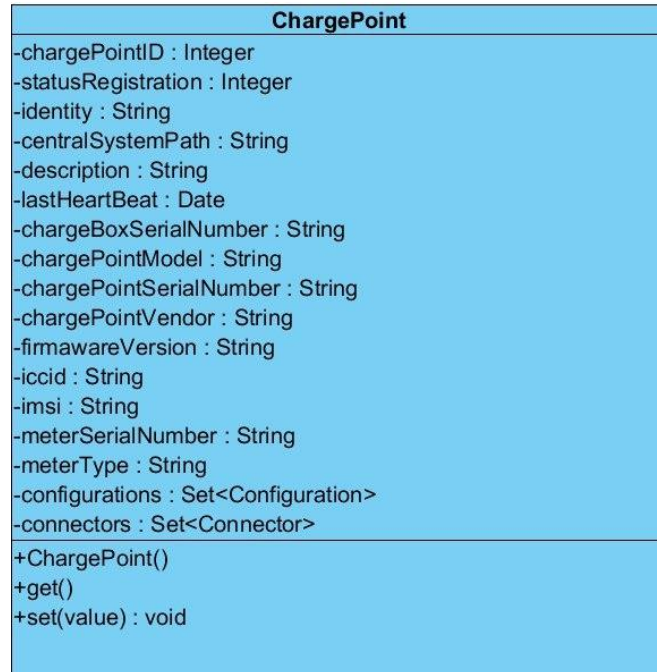 ChargePoint
-chargePointID : Integer
-statusRegistration : Integer
-identity : String
-centralSystemPath : String
-description : String
-lastHeartBeat : Date
-chargeBoxSerialNumber : String
-chargePointModel : String
-chargePointSerialNumber : String
-chargePointVendor : String
-firmawareVersion : String
-iccid : String
-imsi : String
-meterSerialNumber : String
-meterType : String
-configurations : Set<Configuration>
-connectors : Set<Connector>
+ChargePoint()
+get()
+set(value) : void